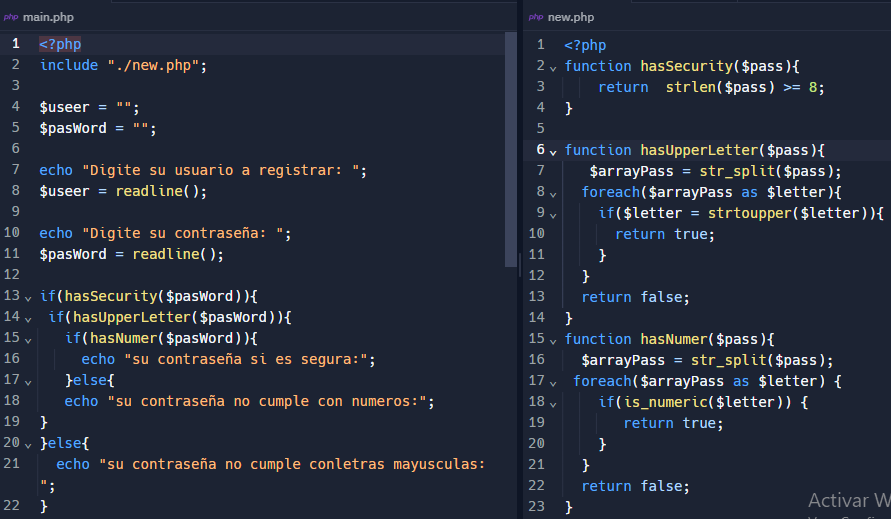 php main.php
1 <?php
2 include "./new.php";
3
4 $useer = "";
5 $pasWord = "";
6
7 echo "Digite su usuario a registrar: ";
8 $useer = readline();
9
10 echo "Digite su contraseña: ";
11 $pasWord = readline();
12
13 if(hasSecurity($pasWord)){
14 if(hasUpperLetter($pasWord)){
15 if(hasNumer($pasWord)){
16 echo "su contraseña si es segura:";
17 }else{
18 echo "su contraseña no cumple con numeros:";
19 }
20 }else{
21 echo "su contraseña no cumple conletras mayusculas:
";
22 }
php new.php
1 <?php
2 function hasSecurity($pass){
3 return strlen($pass) >= 8;
4 }
5
6 function hasUpperLetter($pass){
7 $arrayPass = str_split($pass);
8 foreach($arrayPass as $letter){
9 if($letter = strtoupper($letter)){
10 return true;
11 }
12 }
13 return false;
14 }
15 function hasNumer($pass){
16 $arrayPass = str_split($pass);
17 foreach($arrayPass as $letter) {
18 if(is_numeric($letter)) {
19 return true;
20 }
21 }
22 return false;
23 }
Activar W